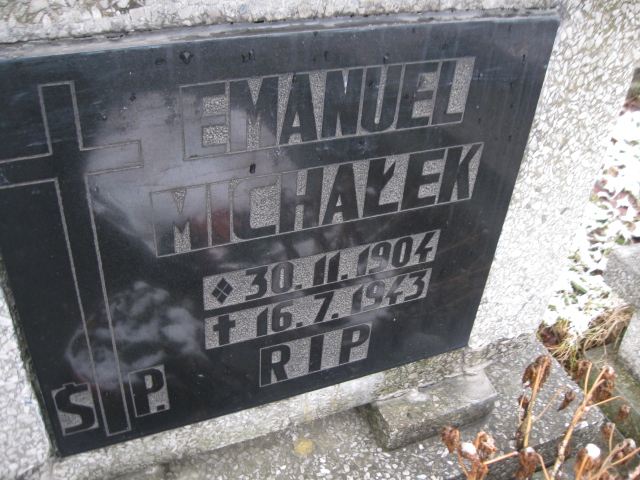 EMANUEL
MICHAŁEK
30.11.1904
16.7.1943
RIP
Ś P.